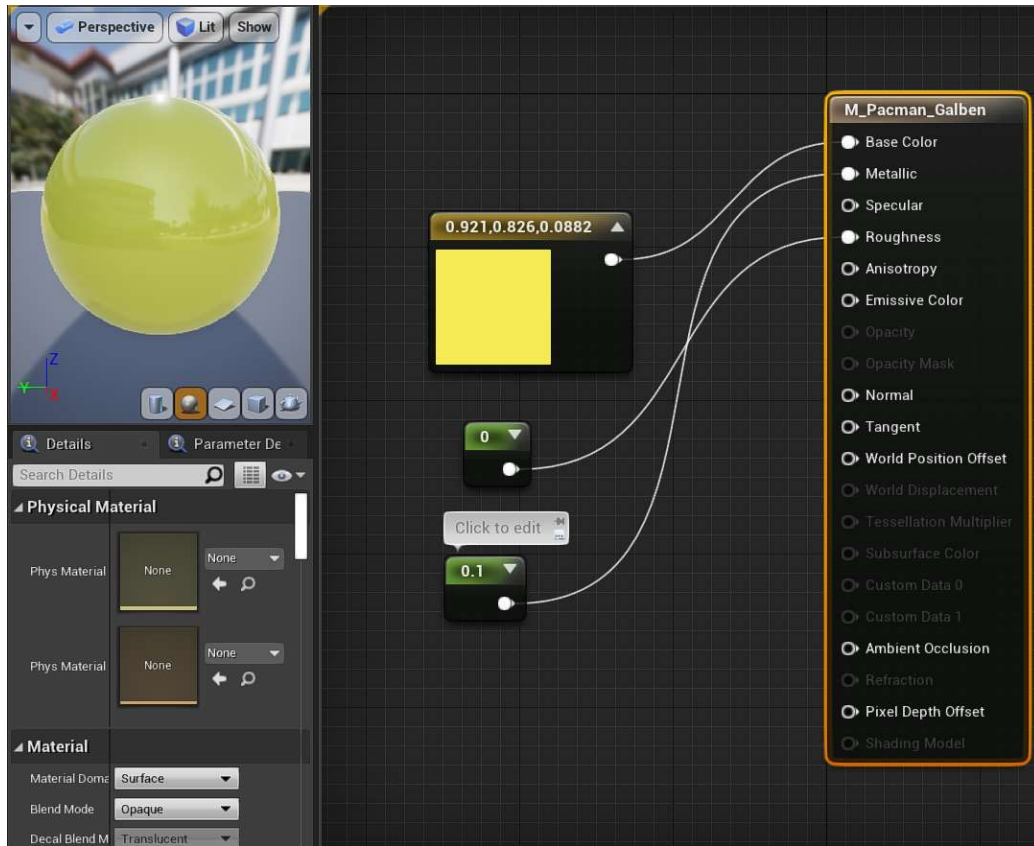 Perspective
Lit
Show
Z
Y
X
Details
Parameter De
Search Details
Physical Material
Phys Material
None
None
Phys Material
None
None
Material
Material Doma
Surface
Blend Mode
Opaque
Decal Blend M
Translucent
0.921,0.826,0.0882
0
Click to edit
0.1
M_Pacman_Galben
Base Color
Metallic
Specular
Roughness
Anisotropy
Emissive Color
Opacity
Opacity Mask
Normal
Tangent
World Position Offset
World Displacement
Tessellation Multiplier
Subsurface Color
Custom Data 0
Custom Data 1
Ambient Occlusion
Refraction
Pixel Depth Offset
Shading Model